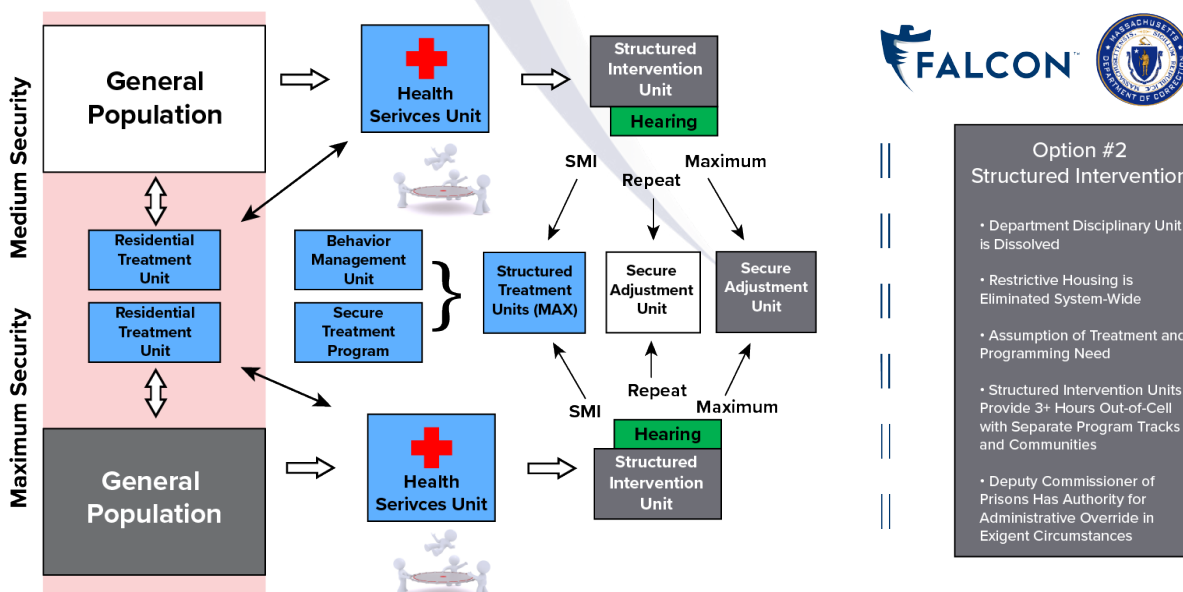 Medium Security
Maximum Security
General
Population
Health
Serivces Unit
Structured
Intervention
Unit
Hearing
SMI
Repeat
Maximum
Residential
Treatment
Unit
Residential
Treatment
Unit
Behavior
Management
Unit
Secure
Treatment
Program
}
Structured
Treatment
Units (MAX)
Secure
Adjustment
Unit
Secure
Adjustment
Unit
SMI
Repeat
Maximum
General
Population
Health
Serivces Unit
Hearing
Structured
Intervention
Unit
FALCON™
MASSACHUSETTS
DEPARTMENT OF CORRECTION
Option #2
Structured Intervention
• Department Disciplinary Unit
is Dissolved
• Restrictive Housing is
Eliminated System-Wide
• Assumption of Treatment and
Programming Need
• Structured Intervention Units
Provide 3+ Hours Out-of-Cell
with Separate Program Tracks
and Communities
• Deputy Commissioner of
Prisons Has Authority for
Administrative Override in
Exigent Circumstances